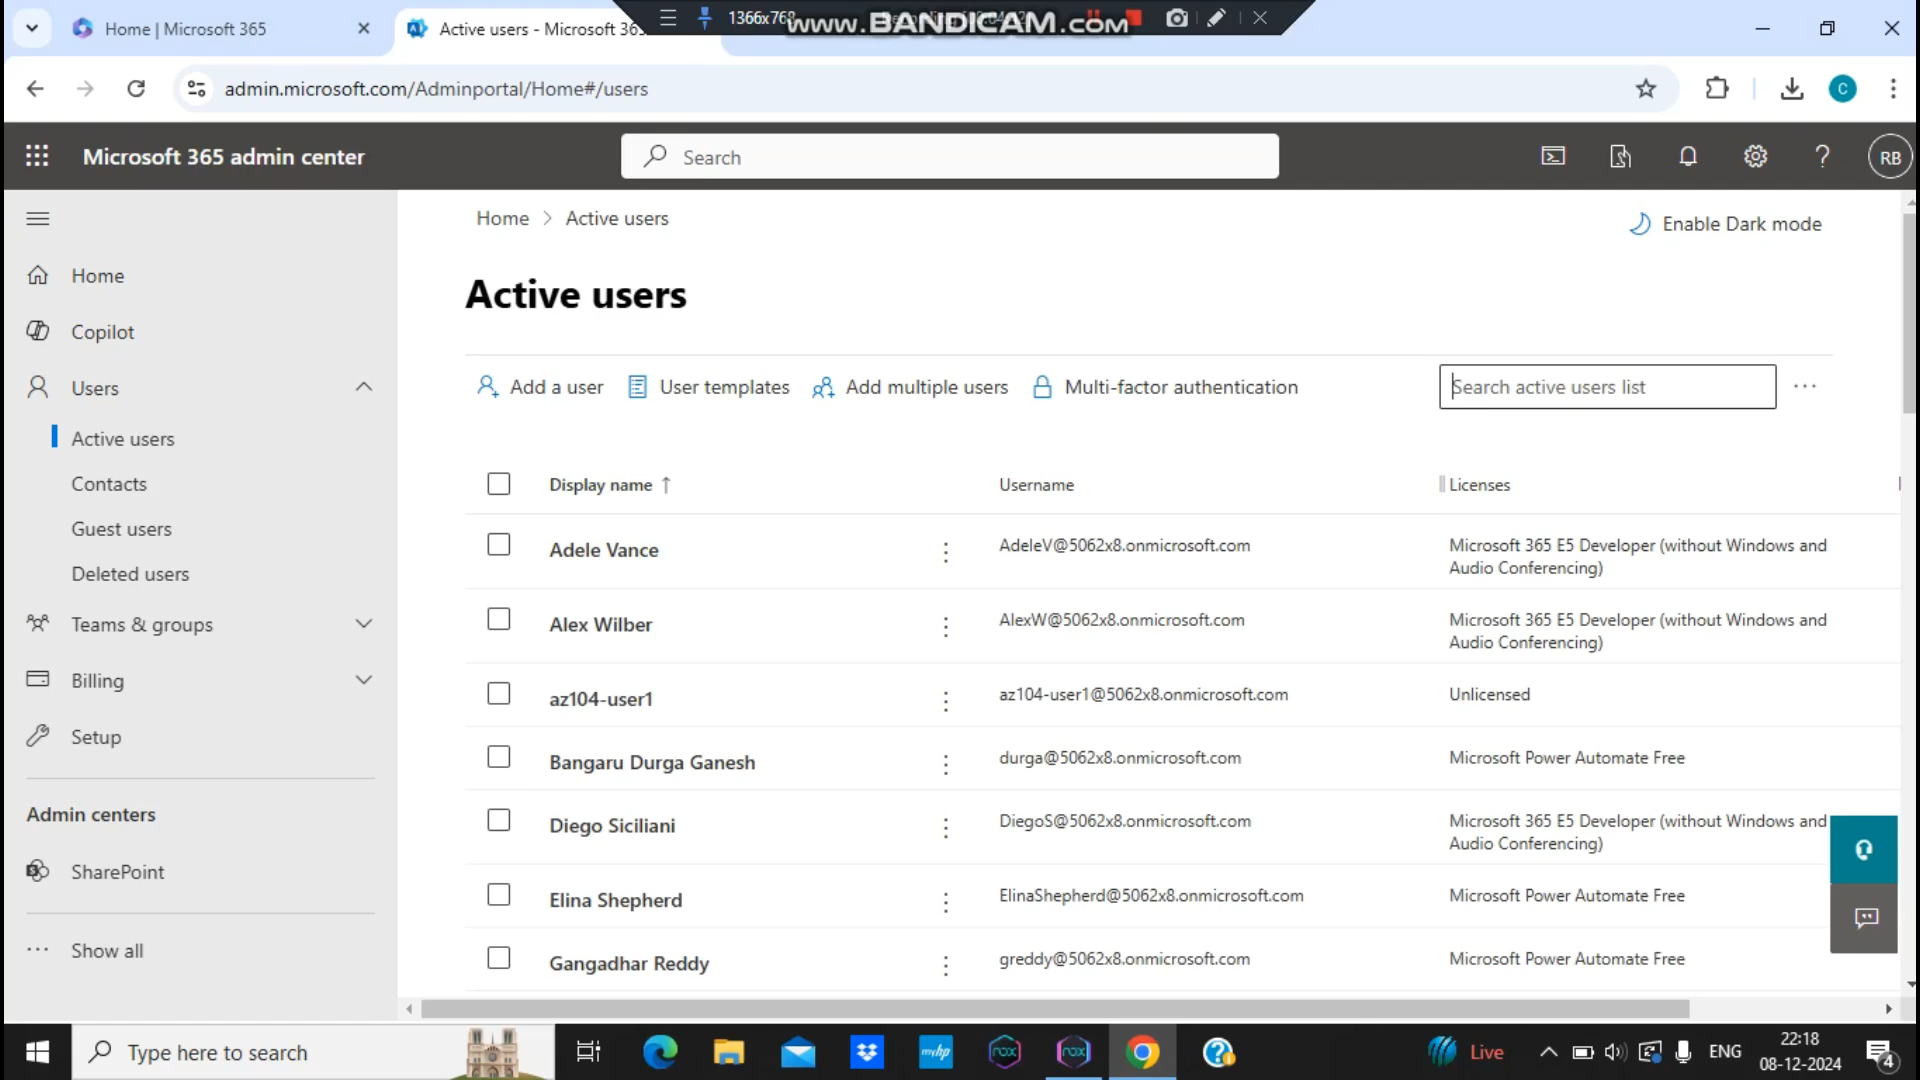 Home | Microsoft 365
Active users - Microsoft 365
1366x768
www.BANDICAM.com
admin.microsoft.com/Adminportal/Home#/users
C
Microsoft 365 admin center
Search
RB
Home
Active users
Enable Dark mode
Home
Copilot
Users
Active users
Contacts
Guest users
Deleted users
Teams & groups
Billing
Setup
Admin centers
SharePoint
Show all
Active users
Add a user
User templates
Add multiple users
Multi-factor authentication
Search active users list
Display name
Username
Licenses
Adele Vance
AdeleV@5062x8.onmicrosoft.com
Microsoft 365 E5 Developer (without Windows and
Audio Conferencing)
Alex Wilber
AlexW@5062x8.onmicrosoft.com
Microsoft 365 E5 Developer (without Windows and
Audio Conferencing)
az104-user1
az104-user1@5062x8.onmicrosoft.com
Unlicensed
Bangaru Durga Ganesh
durga@5062x8.onmicrosoft.com
Microsoft Power Automate Free
Diego Siciliani
DiegoS@5062x8.onmicrosoft.com
Microsoft 365 E5 Developer (without Windows and
Audio Conferencing)
Elina Shepherd
ElinaShepherd@5062x8.onmicrosoft.com
Microsoft Power Automate Free
Gangadhar Reddy
greddy@5062x8.onmicrosoft.com
Microsoft Power Automate Free
Type here to search
myhp
nox
nox
Live
ENG
22:18
08-12-2024
4